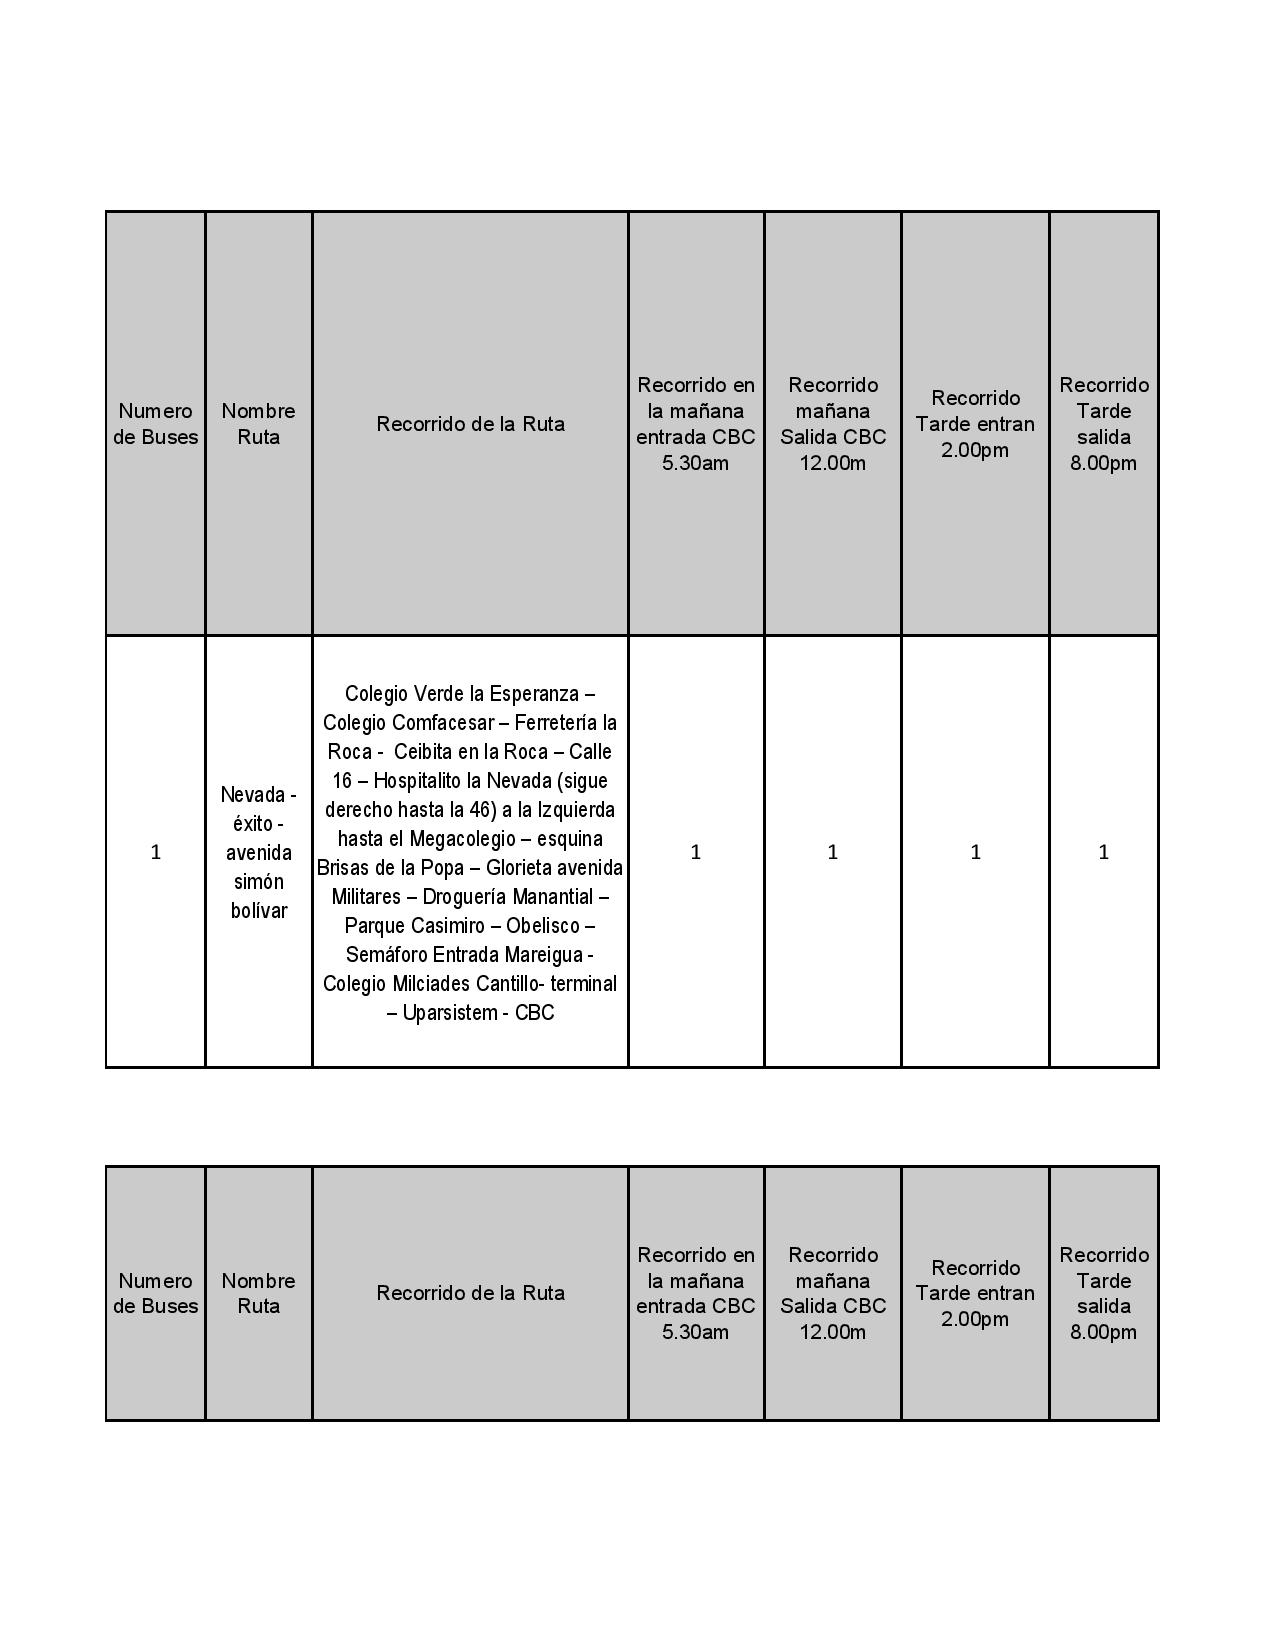 Numero
de Buses
Nombre
Ruta
Recorrido de la Ruta
Recorrido en
la mañana
entrada CBC
5.30am
Recorrido
mañana
Salida CBC
12.00m
Recorrido
Tarde entran
2.00pm
Recorrido
Tarde
salida
8.00pm
1
Nevada -
éxito -
avenida
simón
bolívar
Colegio Verde la Esperanza –
Colegio Comfacesar – Ferretería la
Roca -  Ceibita en la Roca – Calle
16 – Hospitalito la Nevada (sigue
derecho hasta la 46) a la Izquierda
hasta el Megacolegio – esquina
Brisas de la Popa – Glorieta avenida
Militares – Droguería Manantial –
Parque Casimiro – Obelisco –
Semáforo Entrada Mareigua -
Colegio Milciades Cantillo- terminal
– Uparsistem - CBC
1
1
1
1
Numero
de Buses
Nombre
Ruta
Recorrido de la Ruta
Recorrido en
la mañana
entrada CBC
5.30am
Recorrido
mañana
Salida CBC
12.00m
Recorrido
Tarde entran
2.00pm
Recorrido
Tarde
salida
8.00pm